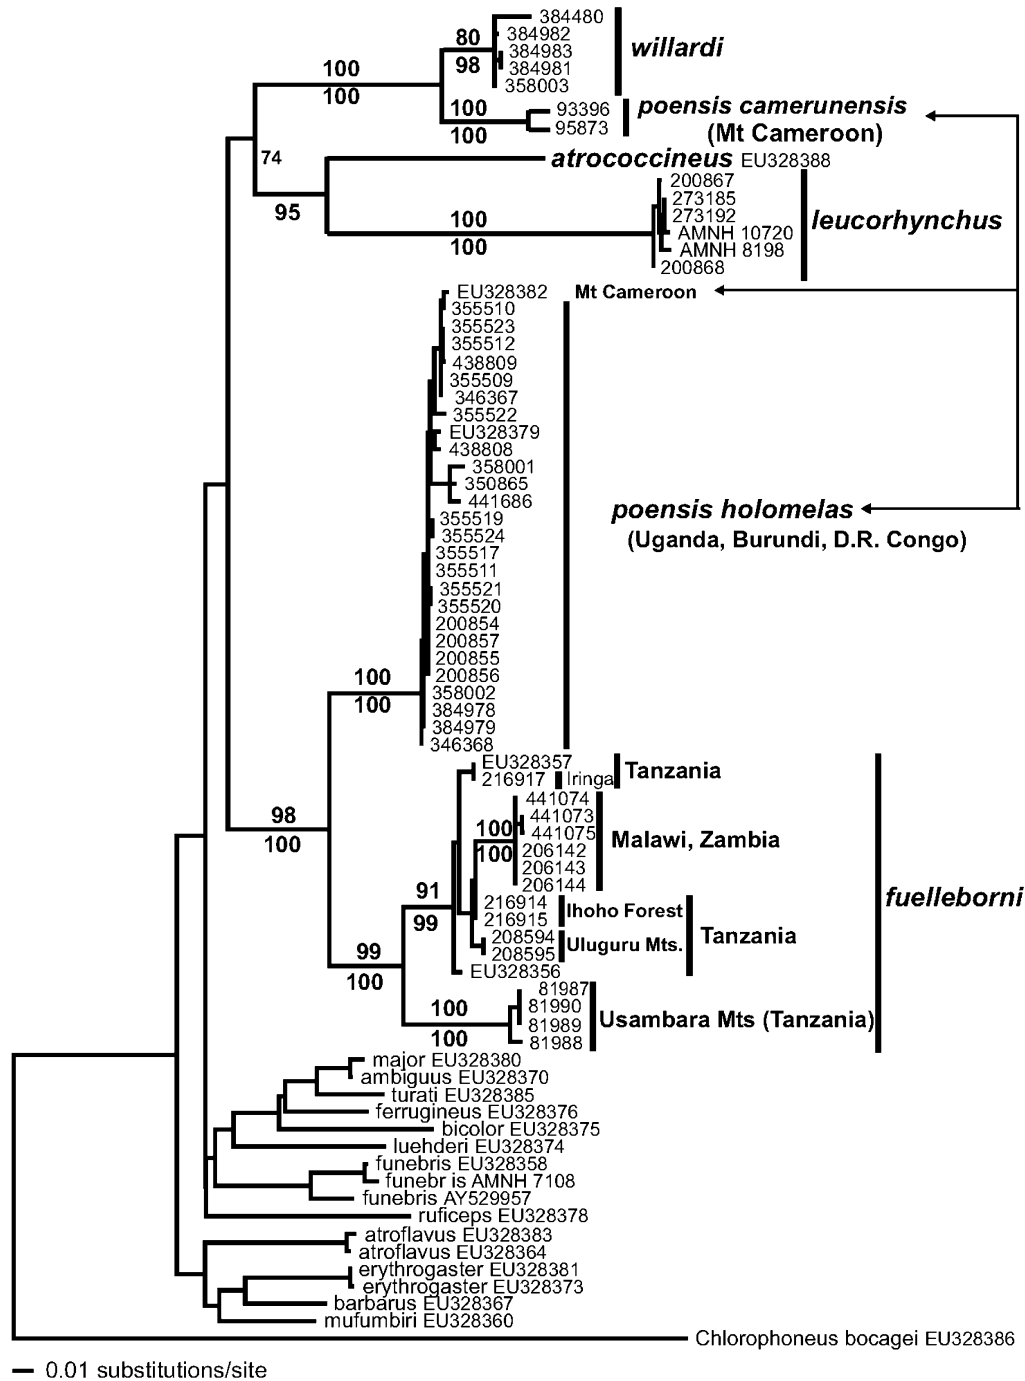 384480
80
384982
384983
willardi
98
384981
358003
100
100
100
93396
95873
100
poensis camerunensis
(Mt Cameroon)
74
atrococcineus EU328388
95
100
100
200867
273185
273192
AMNH 10720
AMNH 8198
200868
leucorhynchus
EU328382
Mt Cameroon
355510
355523
355512
438809
355509
346367
355522
EU328379
438808
358001
350865
441686
355519
355524
355517
355511
355521
355520
200854
200857
200855
200856
358002
384978
384979
346368
poensis holomelas
(Uganda, Burundi, D.R. Congo)
100
100
98
100
EU328357
216917
Iringa
Tanzania
441074
441073
441075
206142
206143
206144
100
100
Malawi, Zambia
91
99
216914
216915
Ihoho Forest
208594
208595
Uluguru Mts.
Tanzania
EU328356
fuelleborni
99
100
100
100
81987
81990
81989
81988
Usambara Mts (Tanzania)
major EU328380
ambiguus EU328370
turati EU328385
ferrugineus EU328376
bicolor EU328375
luehderi EU328374
funebris EU328358
funebr is AMNH 7108
funebris AY529957
ruficeps EU328378
atroflavus EU328383
atroflavus EU328364
erythrogaster EU328381
erythrogaster EU328373
barbarus EU328367
mufumbiri EU328360
Chlorophoneus bocagei EU328386
0.01 substitutions/site